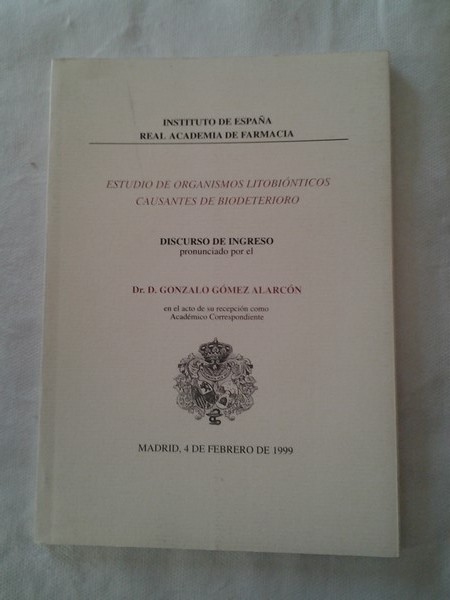 INSTITUTO DE ESPAÑA
REAL ACADEMIA DE FARMACIA
ESTUDIO DE ORGANISMOS LITOBIÓNTICOS
CAUSANTES DE BIODETERIORO
DISCURSO DE INGRESO
pronunciado por el
Dr. D. GONZALO GÓMEZ ALARCÓN
en el acto de su recepción como
Académico Correspondiente
MADRID, 4 DE FEBRERO DE 1999